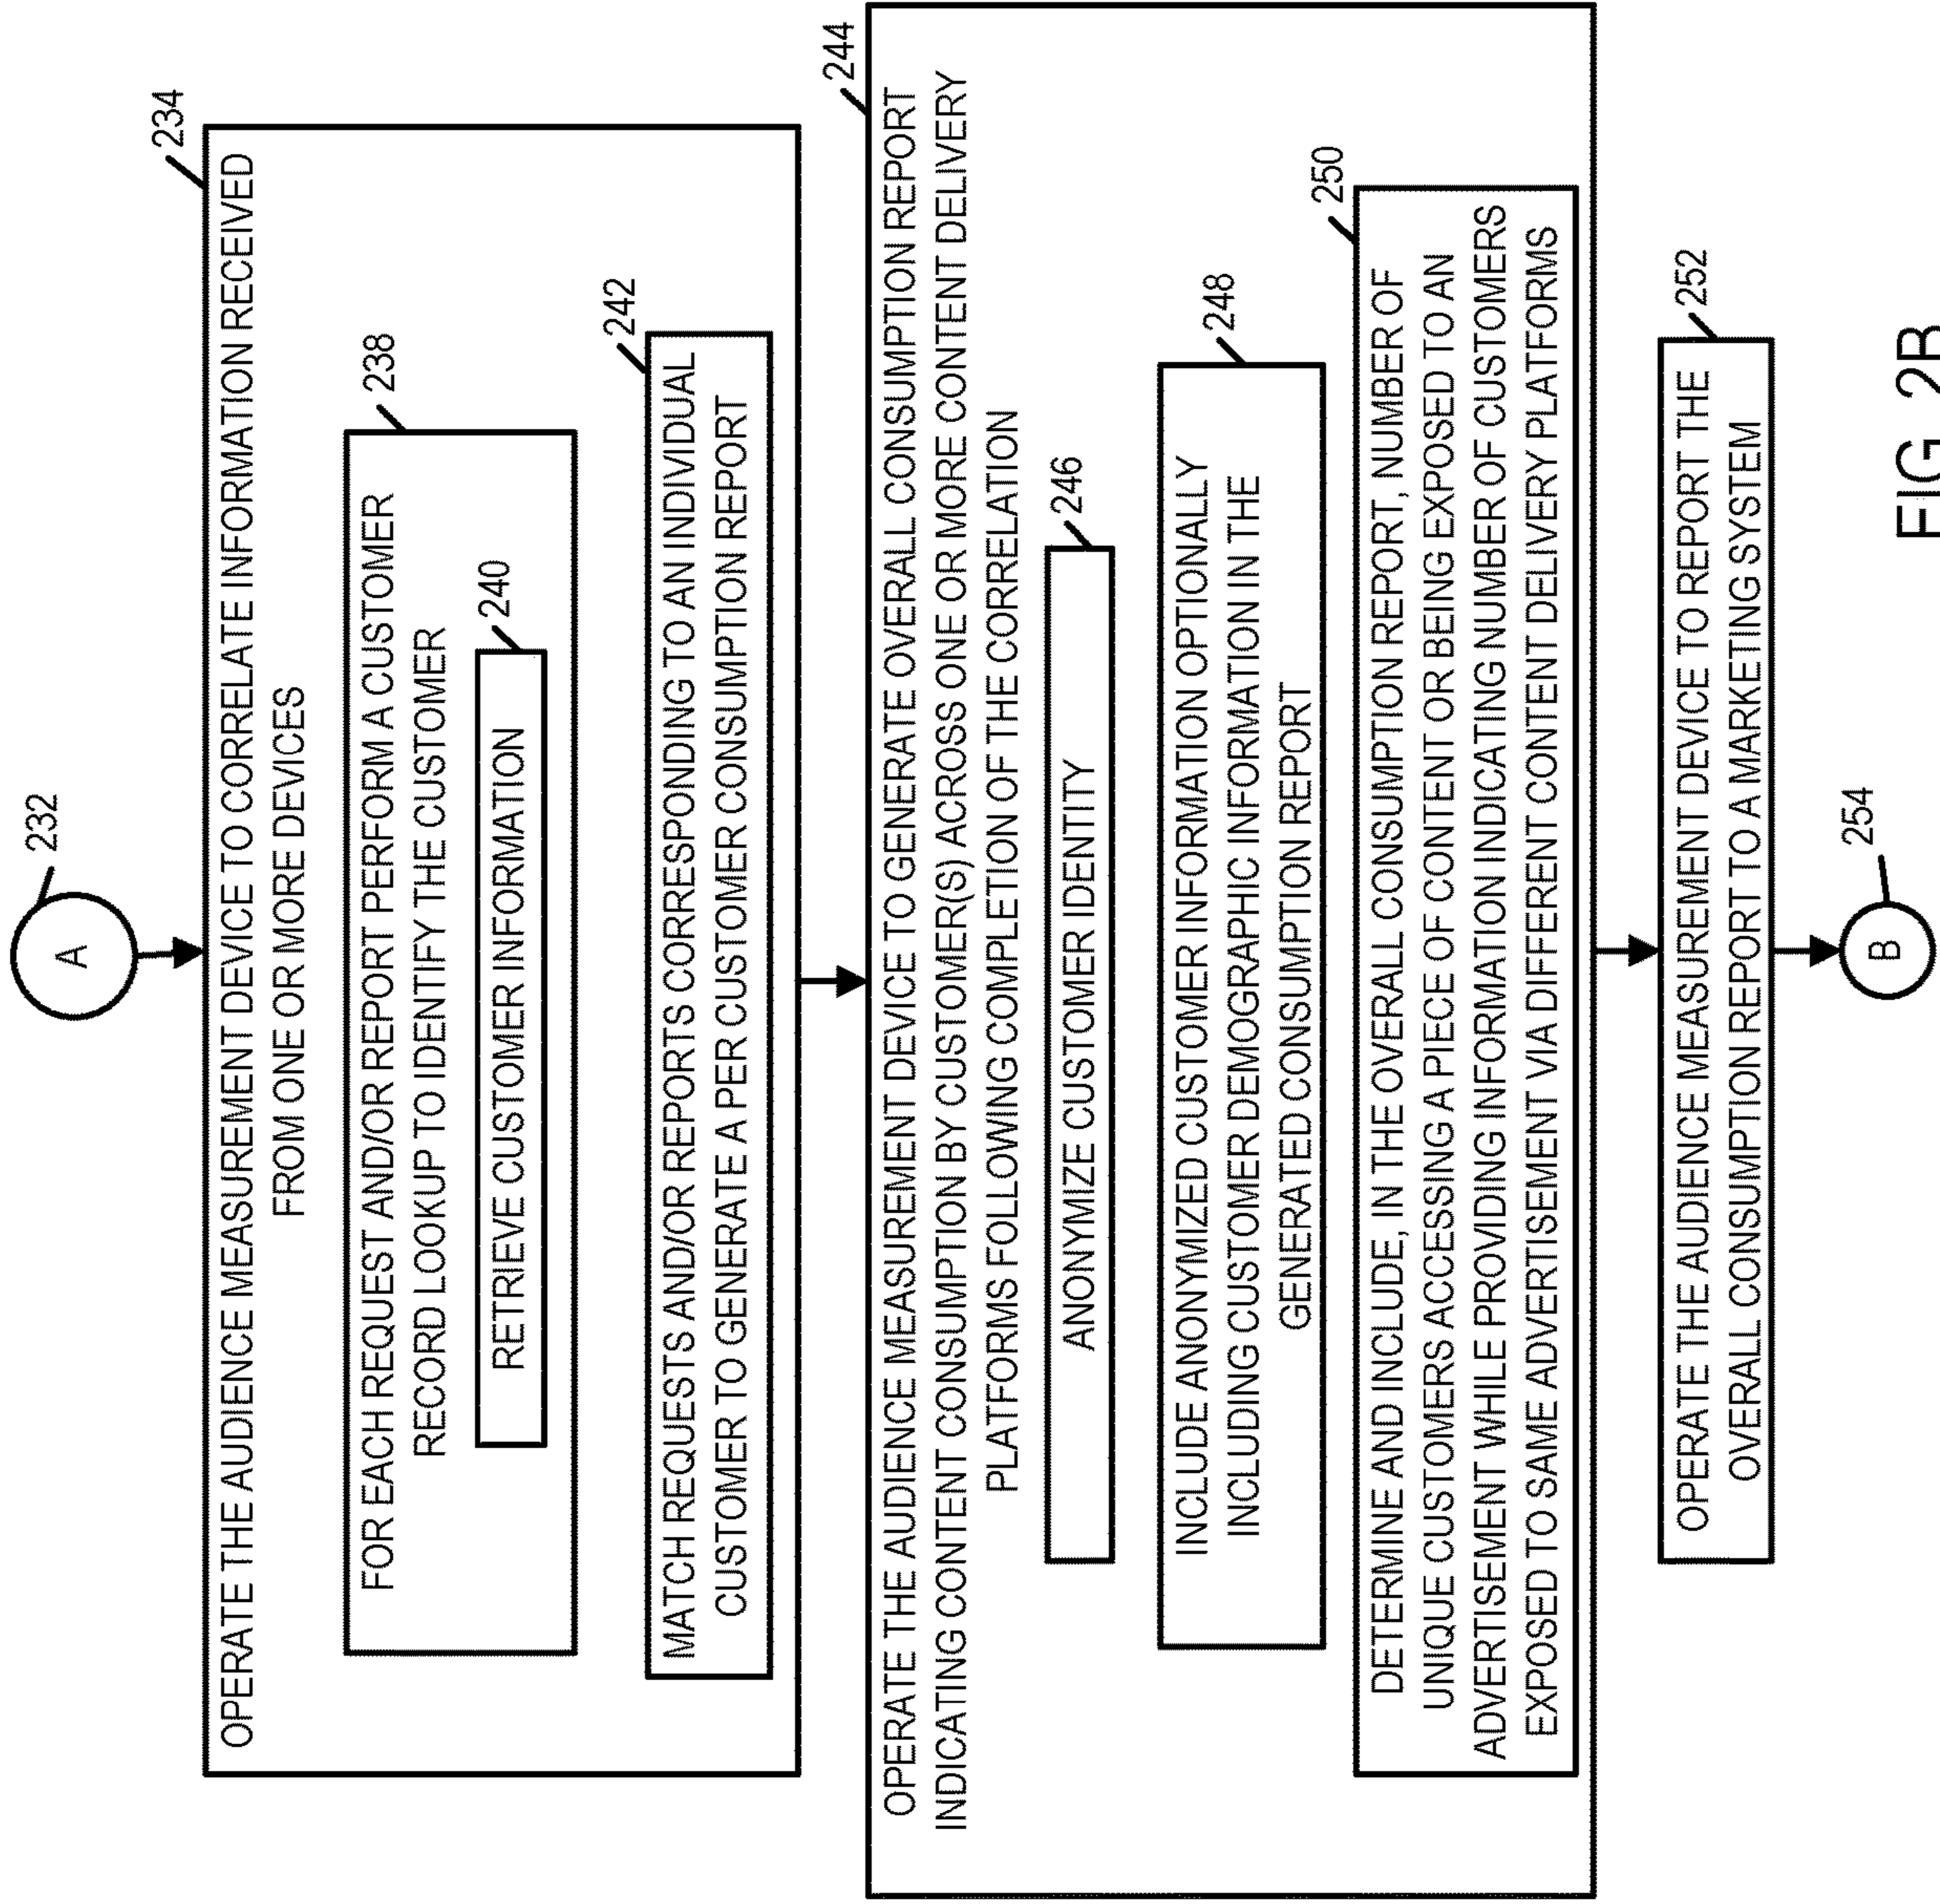 232
A
234
OPERATE THE AUDIENCE MEASUREMENT DEVICE TO CORRELATE INFORMATION RECEIVED
FROM ONE OR MORE DEVICES
238
FOR EACH REQUEST AND/OR REPORT PERFORM A CUSTOMER
RECORD LOOKUP TO IDENTIFY THE CUSTOMER
240
RETRIEVE CUSTOMER INFORMATION
242
MATCH REQUESTS AND/OR REPORTS CORRESPONDING TO AN INDIVIDUAL
CUSTOMER TO GENERATE A PER CUSTOMER CONSUMPTION REPORT
244
OPERATE THE AUDIENCE MEASUREMENT DEVICE TO GENERATE OVERALL CONSUMPTION REPORT
INDICATING CONTENT CONSUMPTION BY CUSTOMER(S) ACROSS ONE OR MORE CONTENT DELIVERY
PLATFORMS FOLLOWING COMPLETION OF THE CORRELATION
246
ANONYMIZE CUSTOMER IDENTITY
248
INCLUDE ANONYMIZED CUSTOMER INFORMATION OPTIONALLY
INCLUDING CUSTOMER DEMOGRAPHIC INFORMATION IN THE
GENERATED CONSUMPTION REPORT
250
DETERMINE AND INCLUDE, IN THE OVERALL CONSUMPTION REPORT, NUMBER OF
UNIQUE CUSTOMERS ACCESSING A PIECE OF CONTENT OR BEING EXPOSED TO AN
ADVERTISEMENT WHILE PROVIDING INFORMATION INDICATING NUMBER OF CUSTOMERS
EXPOSED TO SAME ADVERTISEMENT VIA DIFFERENT CONTENT DELIVERY PLATFORMS
252
OPERATE THE AUDIENCE MEASUREMENT DEVICE TO REPORT THE
OVERALL CONSUMPTION REPORT TO A MARKETING SYSTEM
254
B
FIG. 2B